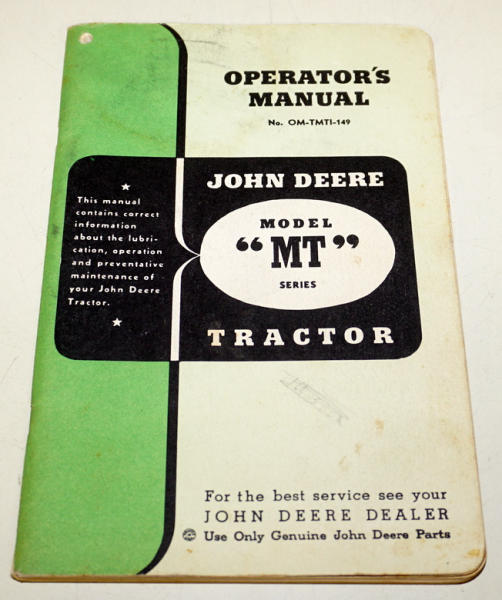 OPERATOR'S
MANUAL
No. OM-TMT1-149
This manual
contains correct
information
about the lubri-
cation, operation
and preventative
maintenance of
your John Deere
Tractor.
JOHN DEERE
MODEL
"MT"
SERIES
TRACTOR
For the best service see your
JOHN DEERE DEALER
Use Only Genuine John Deere Parts